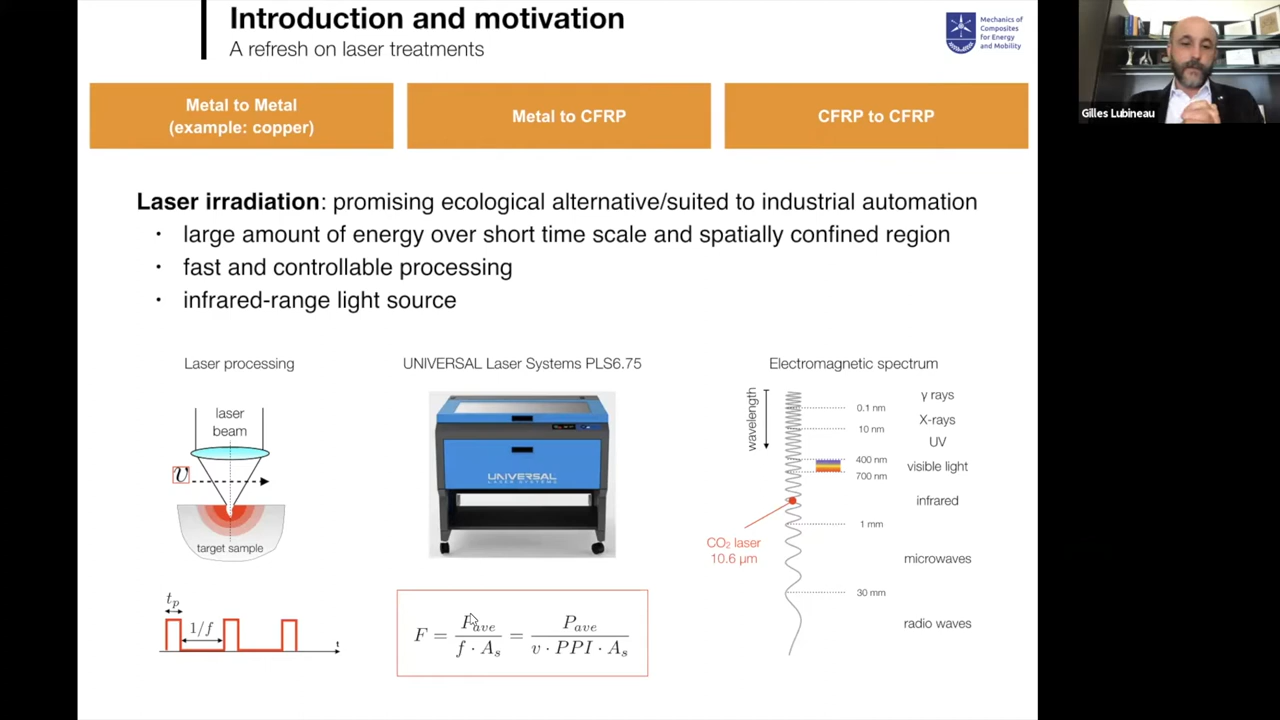 Introduction and motivation
A refresh on laser treatments
Mechanics of
Composites
for Energy
and Mobility
Gilles Lubineau
Metal to Metal
(example: copper)
Metal to CFRP
CFRP to CFRP
Laser irradiation: promising ecological alternative/suited to industrial automation
· large amount of energy over short time scale and spatially confined region
· fast and controllable processing
· infrared-range light source
Laser processing
laser
beam
v
target sample
t_p
1/f
t
UNIVERSAL Laser Systems PLS6.75
UNIVERSAL
LASER SYSTEMS
F = P_ave / (f · A_s) = P_ave / (v · PPI · A_s)
Electromagnetic spectrum
wavelength
γ rays
0.1 nm
X-rays
10 nm
UV
400 nm
visible light
700 nm
infrared
1 mm
CO₂ laser
10.6 μm
microwaves
30 mm
radio waves